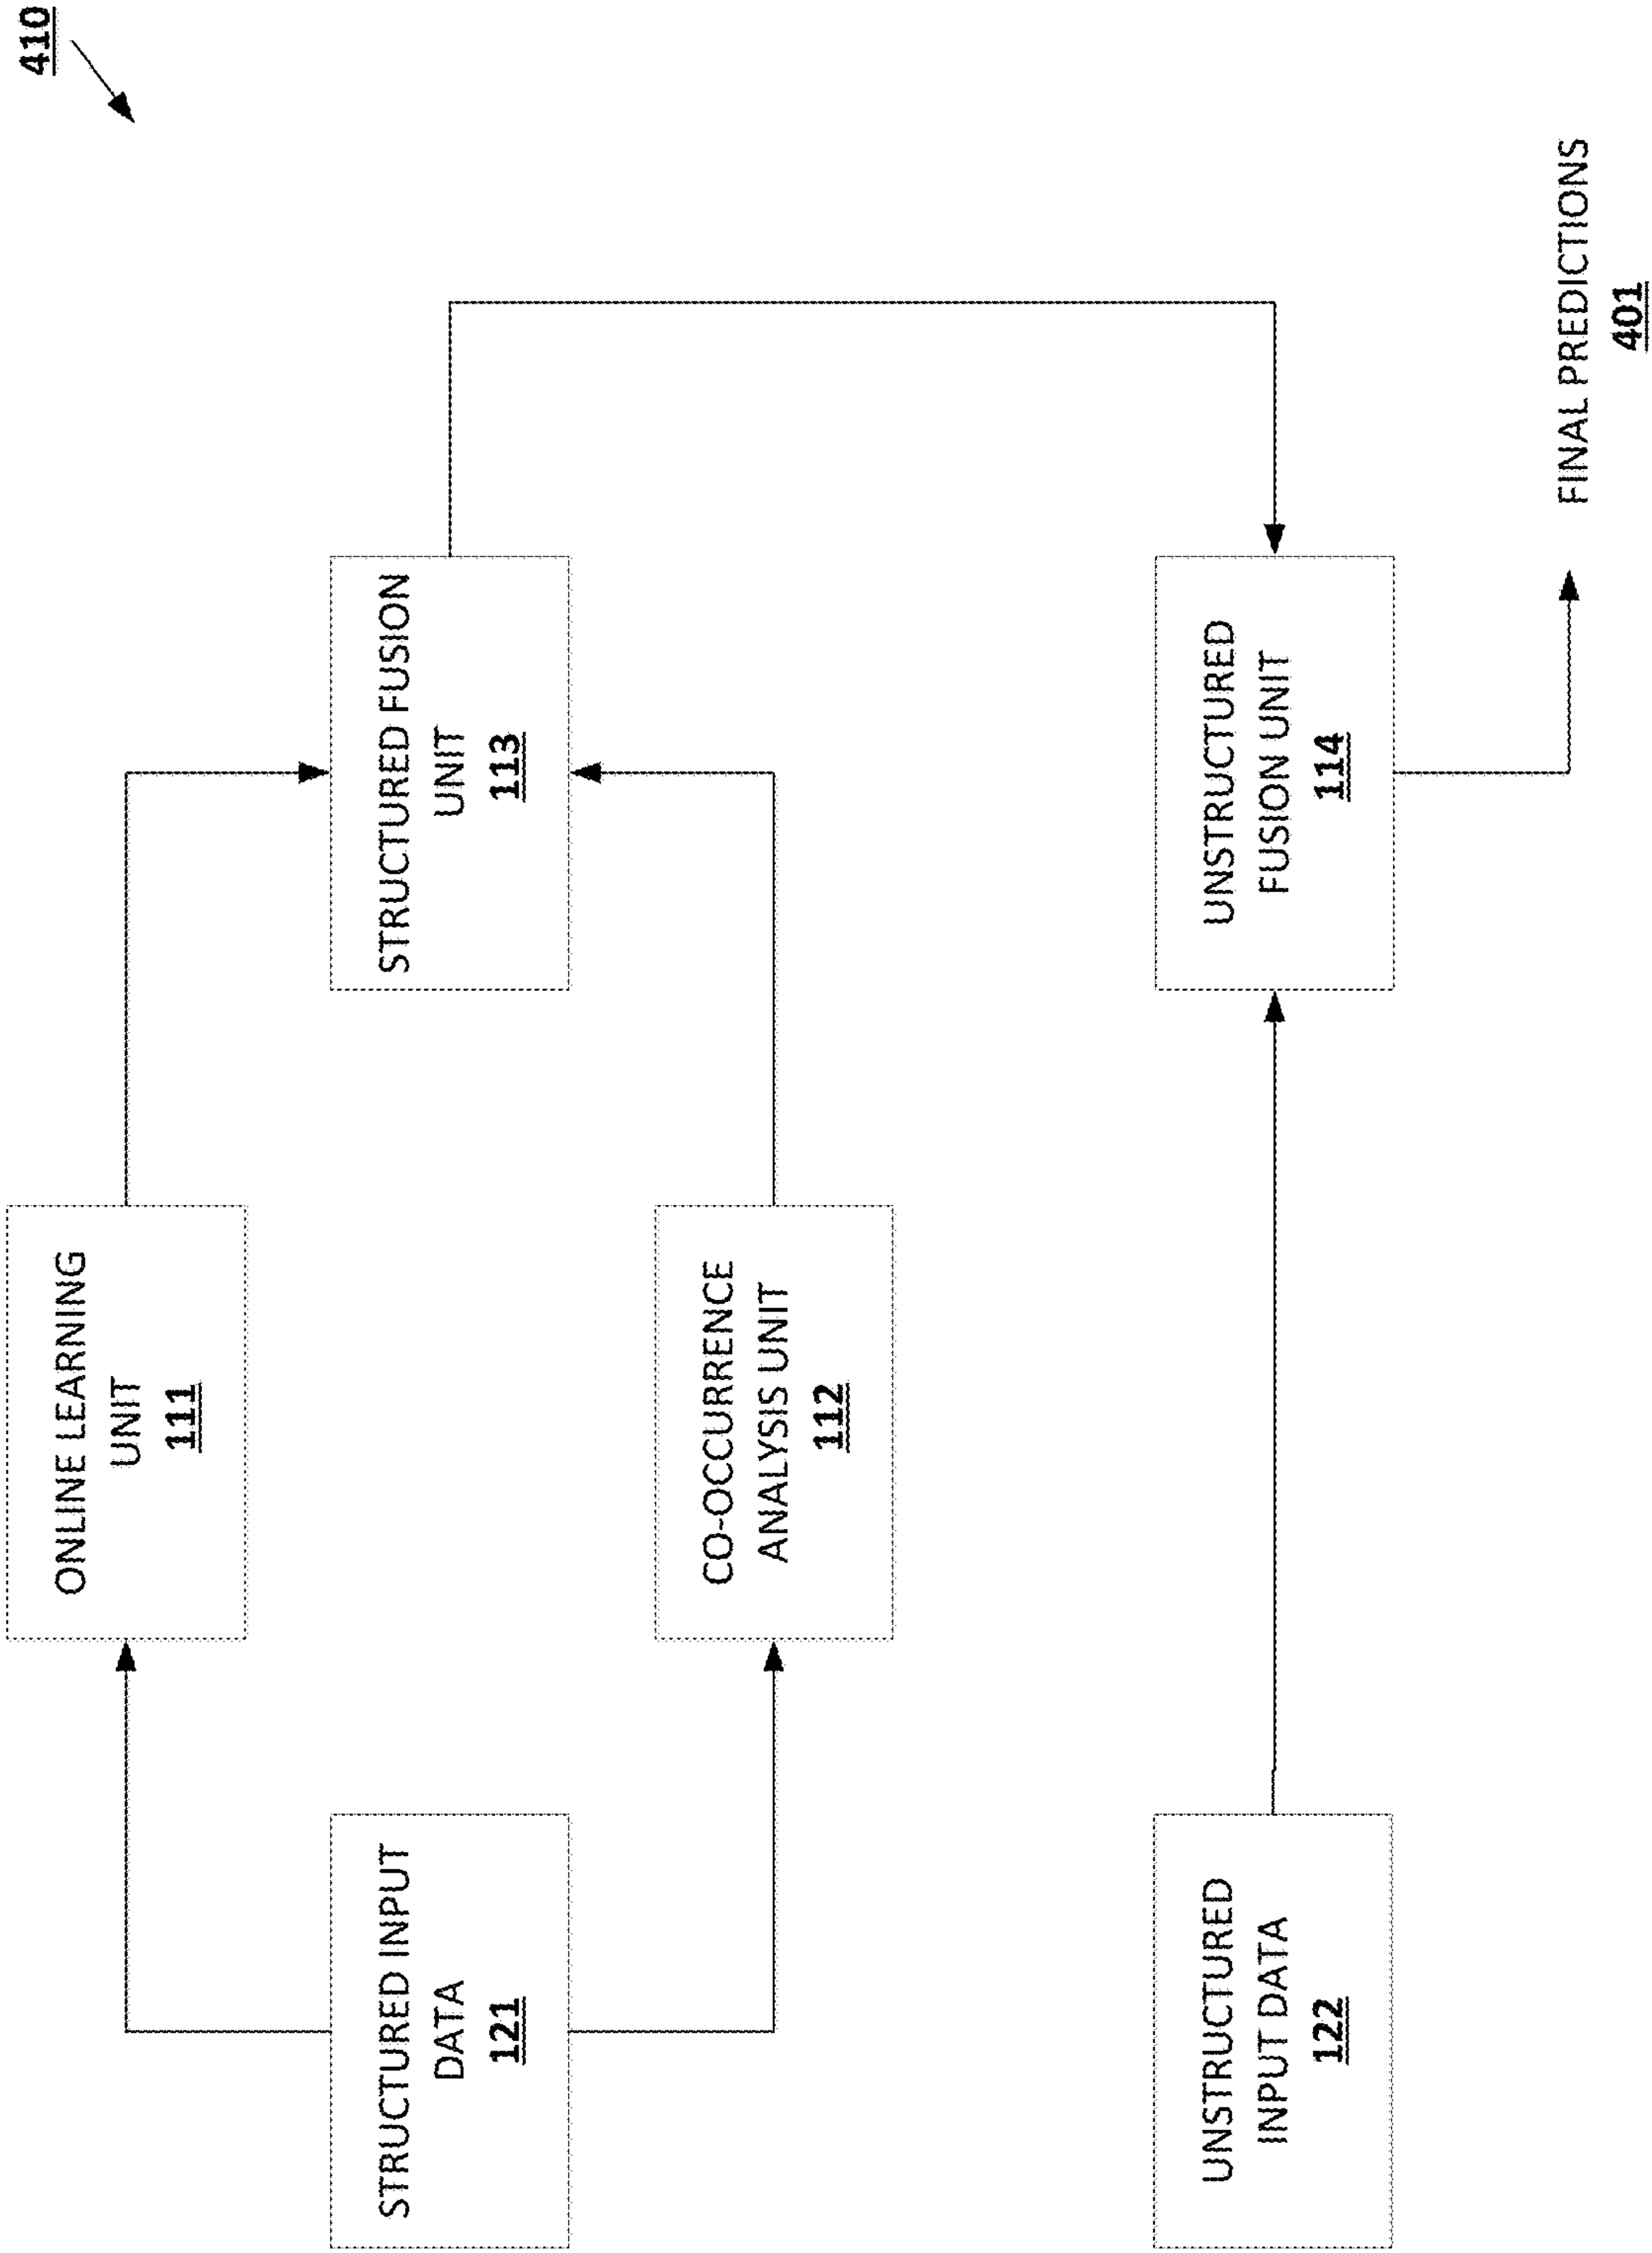 410
ONLINE LEARNING
UNIT
111
STRUCTURED INPUT
DATA
121
STRUCTURED FUSION
UNIT
113
CO-OCCURRENCE
ANALYSIS UNIT
112
UNSTRUCTURED
INPUT DATA
122
UNSTRUCTURED
FUSION UNIT
114
FINAL PREDICTIONS
401